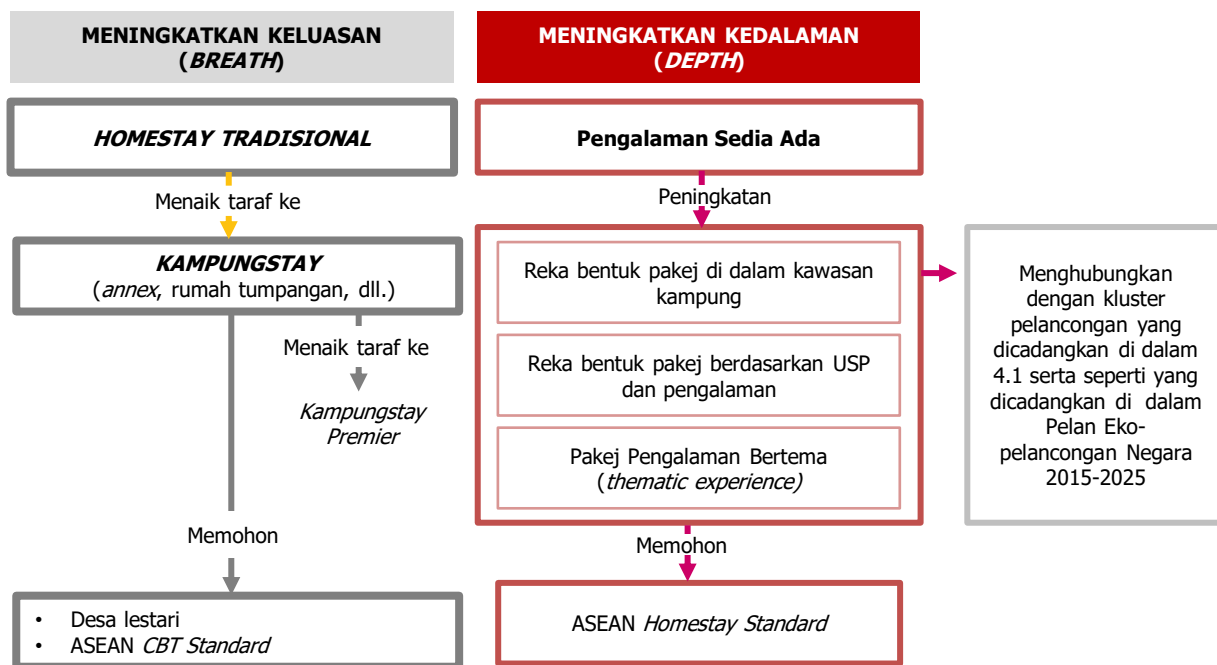 MENINGKATKAN KELUASAN
(BREATH)
HOMESTAY TRADISIONAL
Menaik taraf ke
KAMPUNGSTAY
(annex, rumah tumpangan, dll.)
Menaik taraf ke
Kampungstay
Premier
Memohon
• Desa lestari
• ASEAN CBT Standard
MENINGKATKAN KEDALAMAN
(DEPTH)
Pengalaman Sedia Ada
Peningkatan
Reka bentuk pakej di dalam kawasan
kampung
Reka bentuk pakej berdasarkan USP
dan pengalaman
Pakej Pengalaman Bertema
(thematic experience)
Memohon
ASEAN Homestay Standard
Menghubungkan
dengan kluster
pelancongan yang
dicadangkan di dalam
4.1 serta seperti yang
dicadangkan di dalam
Pelan Eko-
pelancongan Negara
2015-2025